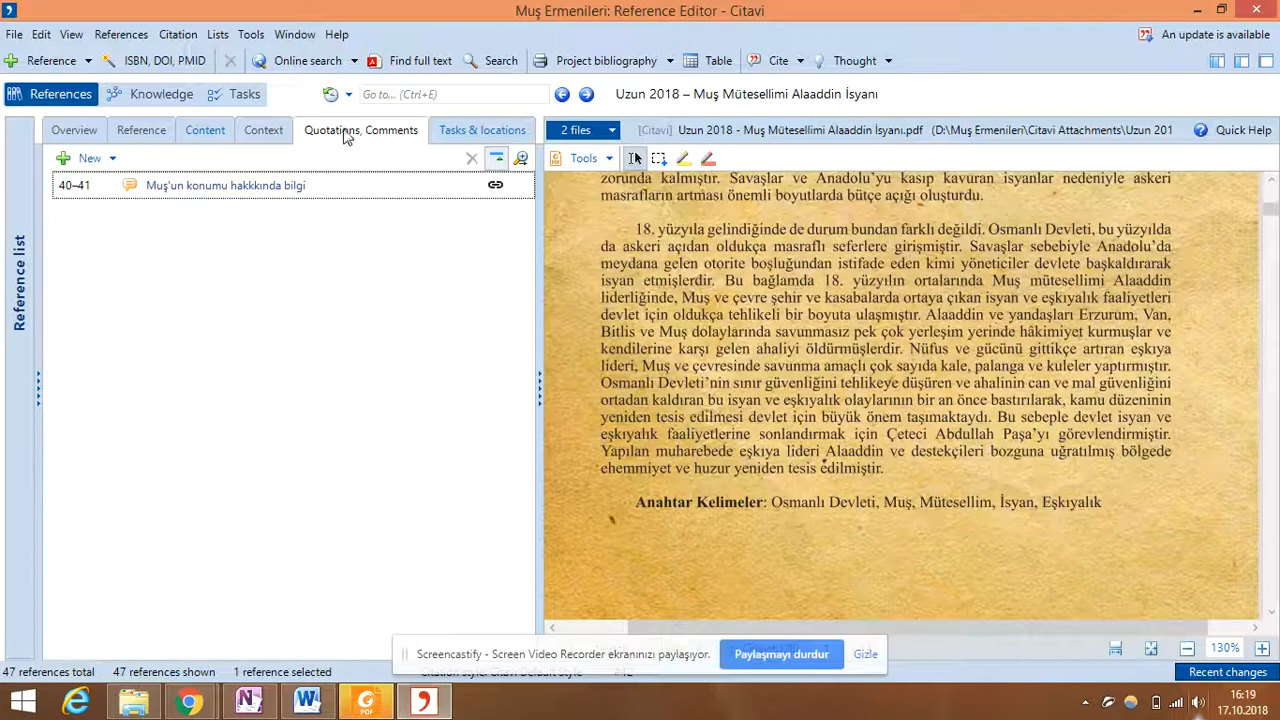 Muş Ermenileri: Reference Editor - Citavi
File Edit View References Citation Lists Tools Window Help
An update is available
Reference ISBN, DOI, PMID Online search Find full text Search Project bibliography Table Cite Thought
References Knowledge Tasks Go to... (Ctrl+E) Uzun 2018 – Muş Mütesellimi Alaaddin İsyanı
Overview Reference Content Context Quotations, Comments Tasks & locations
2 files [Citavi] Uzun 2018 - Muş Mütesellimi Alaaddin İsyanı.pdf (D:\Muş Ermenileri\Citavi Attachments\Uzun 201 Quick Help
New
Tools
40–41 Muş'un konumu hakkkında bilgi
Reference list
zorunda kalmıştır. Savaşlar ve Anadolu’yu kasıp kavuran isyanlar nedeniyle askeri
masrafların artması önemli boyutlarda bütçe açığı oluşturdu.
18. yüzyıla gelindiğinde de durum bundan farklı değildi. Osmanlı Devleti, bu yüzyılda
da askeri açıdan oldukça masraflı seferlere girişmiştir. Savaşlar sebebiyle Anadolu’da
meydana gelen otorite boşluğundan istifade eden kimi yöneticiler devlete başkaldırarak
isyan etmişlerdir. Bu bağlamda 18. yüzyılın ortalarında Muş mütesellimi Alaaddin
liderliğinde, Muş ve çevre şehir ve kasabalarda ortaya çıkan isyan ve eşkıyalık faaliyetleri
devlet için oldukça tehlikeli bir boyuta ulaşmıştır. Alaaddin ve yandaşları Erzurum, Van,
Bitlis ve Muş dolaylarında savunmasız pek çok yerleşim yerinde hâkimiyet kurmuşlar ve
kendilerine karşı gelen ahaliyi öldürmüşlerdir. Nüfus ve gücünü gittikçe artıran eşkıya
lideri, Muş ve çevresinde savunma amaçlı çok sayıda kale, palanga ve kuleler yaptırmıştır.
Osmanlı Devleti’nin sınır güvenliğini tehlikeye düşüren ve ahalinin can ve mal güvenliğini
ortadan kaldıran bu isyan ve eşkıyalık olaylarının bir an önce bastırılarak, kamu düzeninin
yeniden tesis edilmesi devlet için büyük önem taşımaktaydı. Bu sebeple devlet isyan ve
eşkıyalık faaliyetlerine sonlandırmak için Çeteci Abdullah Paşa’yı görevlendirmiştir.
Yapılan muharebede eşkıya lideri Alaaddin ve destekçileri bozguna uğratılmış bölgede
ehemmiyet ve huzur yeniden tesis edilmiştir.
Anahtar Kelimeler: Osmanlı Devleti, Muş, Mütesellim, İsyan, Eşkıyalık
130%
Screencastify - Screen Video Recorder ekranınızı paylaşıyor. Paylaşmayı durdur Gizle
47 references total 47 references shown 1 reference selected
Recent changes
16:19
17.10.2018